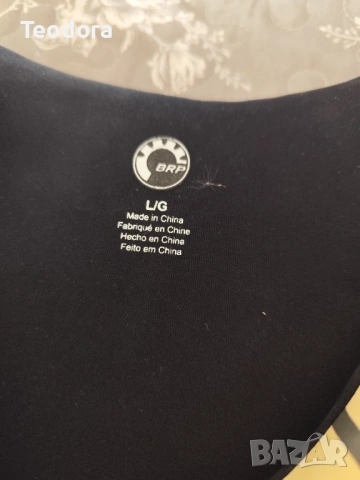 Teodora
BRP
L/G
Made in China
Fabriqué en Chine
Hecho en China
Feito em China
BAZAR